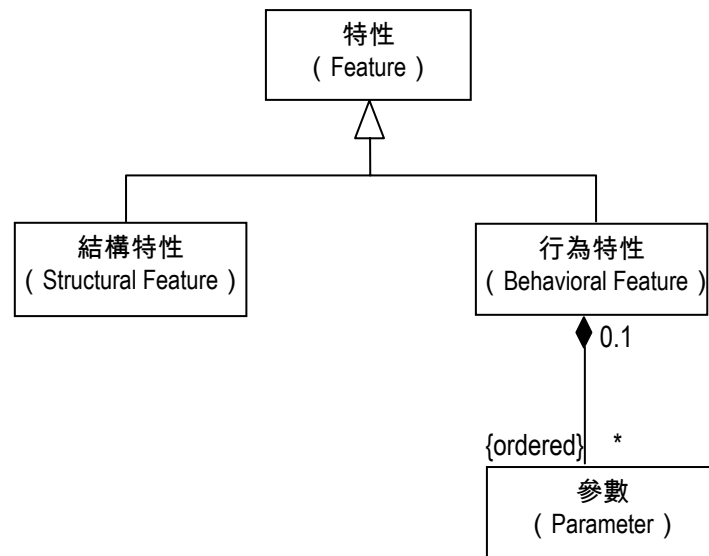 特性
（Feature）
結構特性
（Structural Feature）
行為特性
（Behavioral Feature）
0.1
{ordered} *
參數
（Parameter）